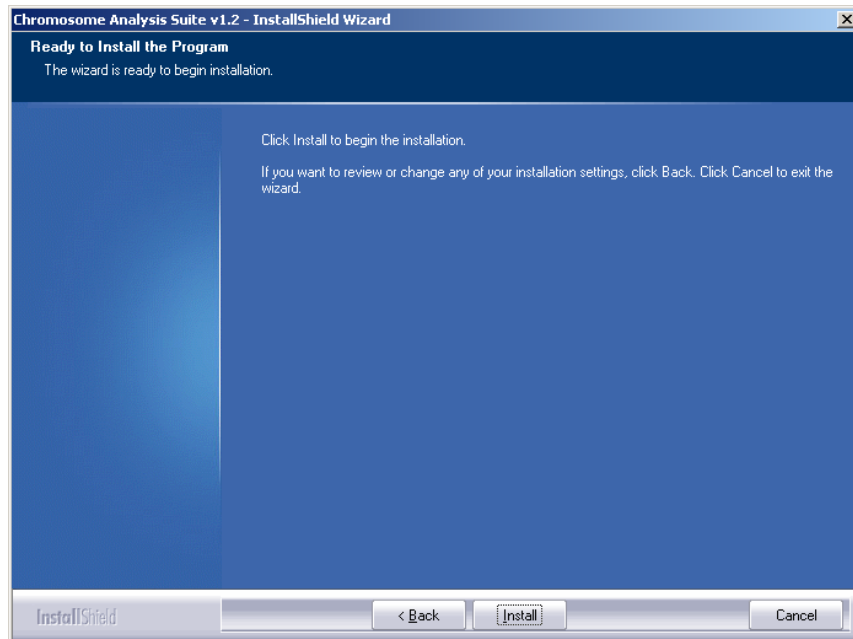 Chromosome Analysis Suite v1.2 - InstallShield Wizard
Ready to Install the Program
The wizard is ready to begin installation.
Click Install to begin the installation.
If you want to review or change any of your installation settings, click Back. Click Cancel to exit the
wizard.
InstallShield
< Back
Install
Cancel